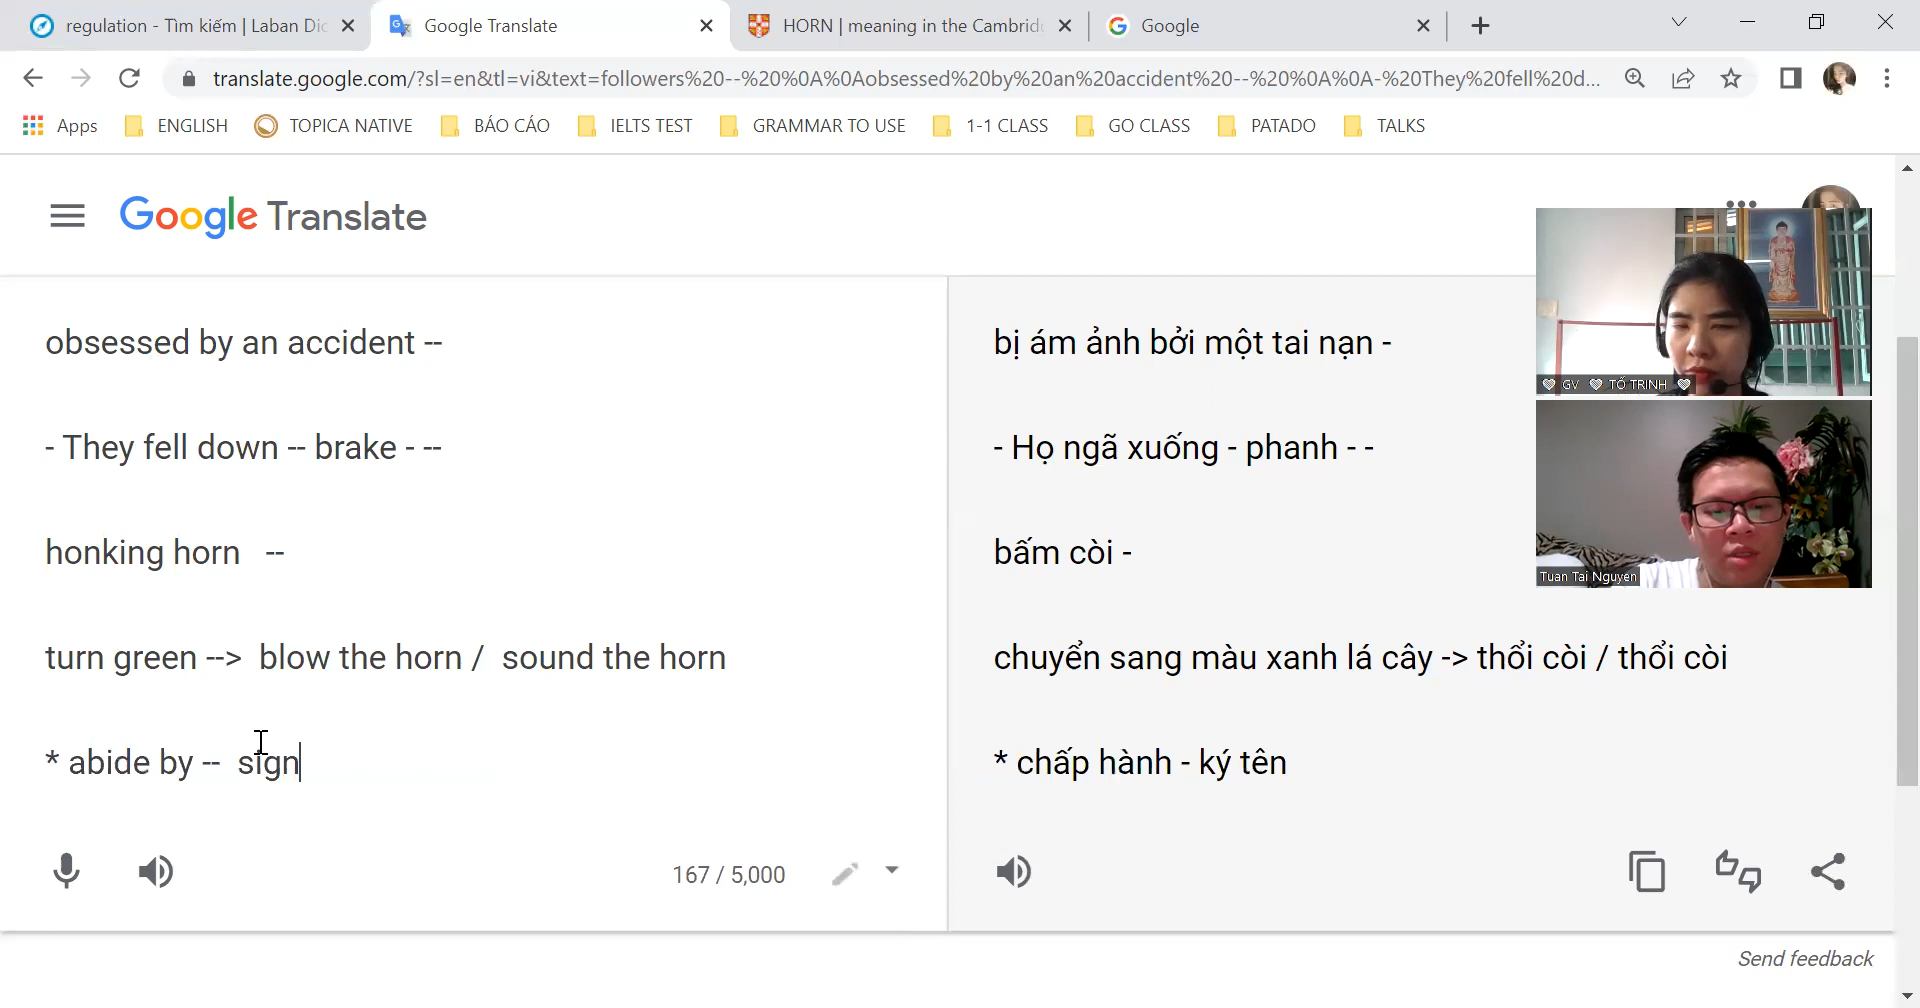 regulation - Tìm kiếm | Laban Dic
Google Translate
HORN | meaning in the Cambridg
Google
translate.google.com/?sl=en&tl=vi&text=followers%20--%20%0A%0Aobsessed%20by%20an%20accident%20--%20%0A%0A-%20They%20fell%20d...
Apps
ENGLISH
TOPICA NATIVE
BÁO CÁO
IELTS TEST
GRAMMAR TO USE
1-1 CLASS
GO CLASS
PATADO
TALKS
Google Translate
obsessed by an accident --
bị ám ảnh bởi một tai nạn -
GV TỐ TRINH
- They fell down -- brake - --
- Họ ngã xuống - phanh - -
honking horn --
bấm còi -
Tuan Tai Nguyen
turn green --> blow the horn / sound the horn
chuyển sang màu xanh lá cây -> thổi còi / thổi còi
* abide by -- sign
* chấp hành - ký tên
167 / 5,000
Send feedback